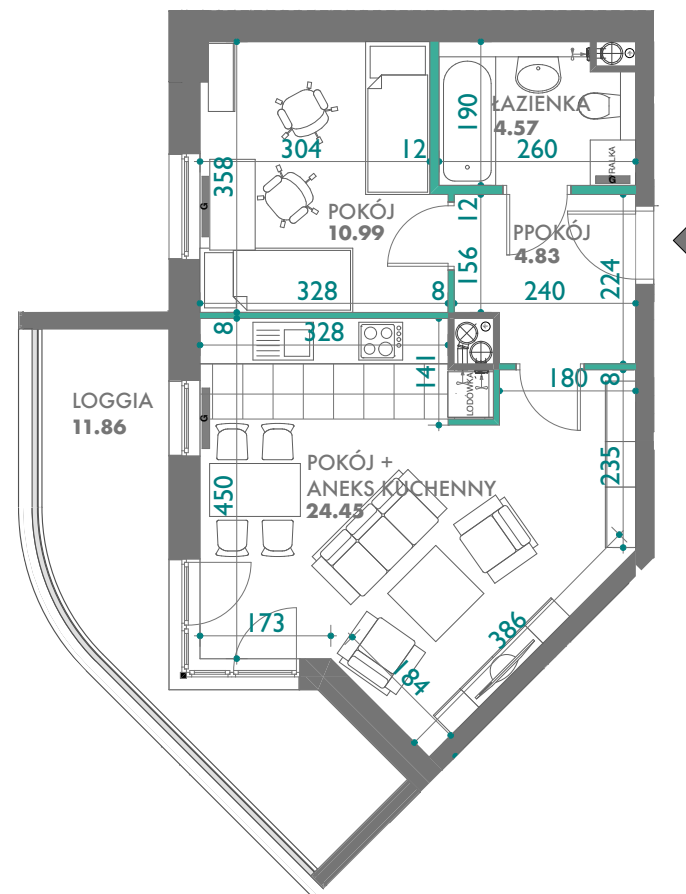 ŁAZIENKA
4.57
190
304
12
260
358
PRALKA
G
G
POKÓJ
10.99
12
PPOKÓJ
4.83
156
224
328
8
240
8
328
141
LODÓWKA
180
8
LOGGIA
11.86
G
POKÓJ +
ANEKS KUCHENNY
24.45
450
235
173
386
184